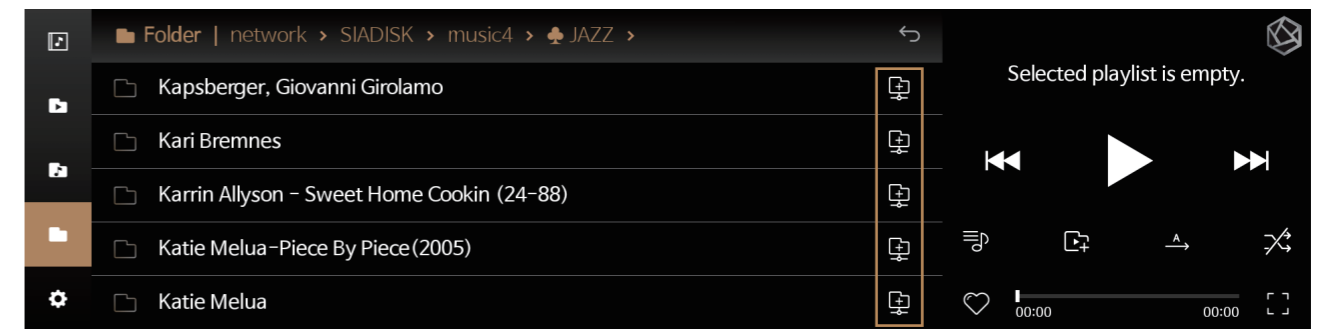 Folder | network > SIADISK > music4 > ♣ JAZZ >
Kapsberger, Giovanni Girolamo
Kari Bremnes
Karrin Allyson - Sweet Home Cookin (24-88)
Katie Melua-Piece By Piece(2005)
Katie Melua
Selected playlist is empty.
A
00:00 00:00